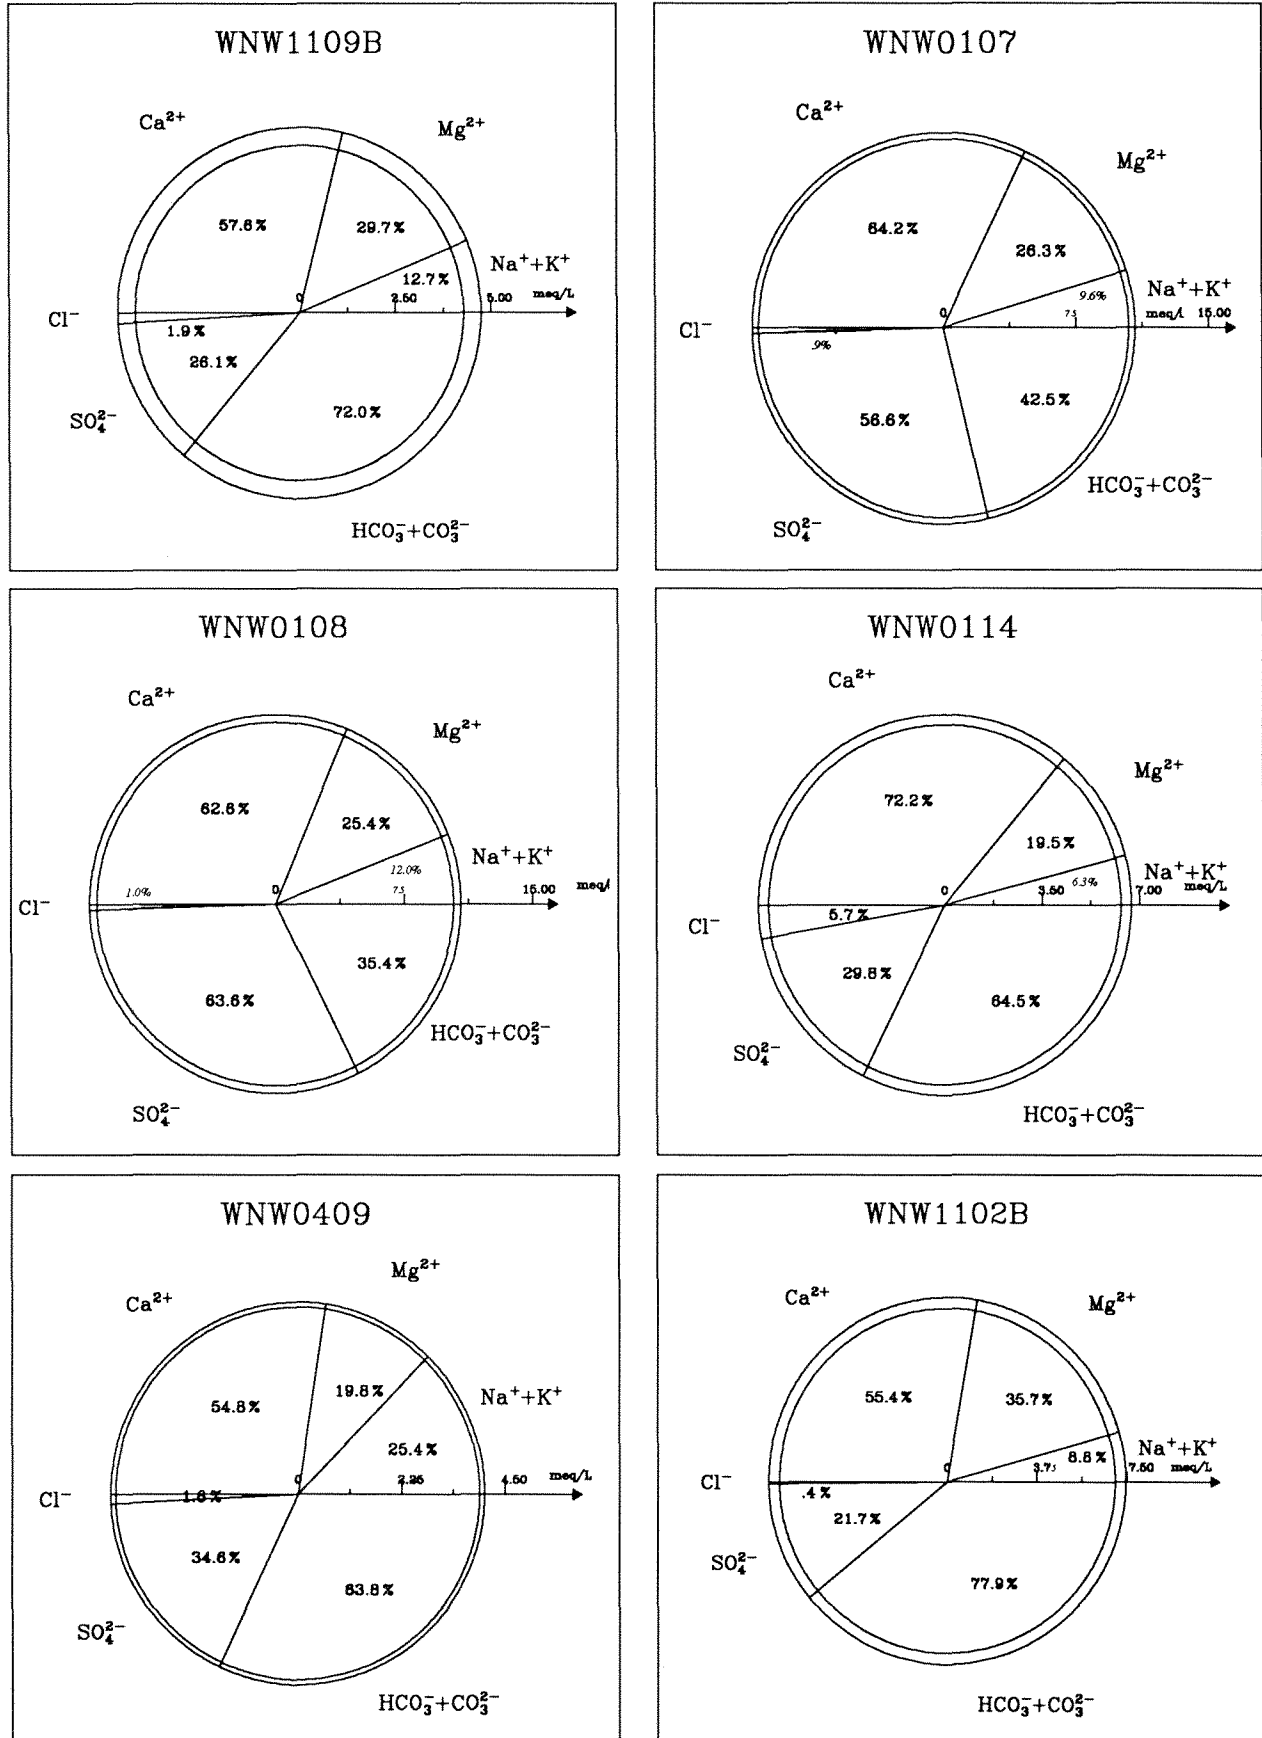 WNW1109B
Ca²⁺
Mg²⁺
57.6%
29.7%
Na⁺+K⁺
12.7%
0 2.50 5.00 meq/L
Cl⁻
1.9%
26.1%
72.0%
SO₄²⁻
HCO₃⁻+CO₃²⁻
WNW0107
Ca²⁺
Mg²⁺
64.2%
26.3%
Na⁺+K⁺
9.6%
0 7.5 meq/L 15.00
Cl⁻
.9%
56.6%
42.5%
HCO₃⁻+CO₃²⁻
SO₄²⁻
WNW0108
Ca²⁺
Mg²⁺
62.6%
25.4%
Na⁺+K⁺
12.0%
1.0%
0 7.5 15.00 meq/l
Cl⁻
35.4%
63.6%
HCO₃⁻+CO₃²⁻
SO₄²⁻
WNW0114
Ca²⁺
Mg²⁺
72.2%
19.5%
Na⁺+K⁺
6.3%
0 3.50 7.00 meq/L
Cl⁻
5.7%
29.8%
64.5%
SO₄²⁻
HCO₃⁻+CO₃²⁻
WNW0409
Mg²⁺
Ca²⁺
19.8%
Na⁺+K⁺
54.8%
25.4%
0 2.25 4.50 meq/L
Cl⁻
1.6%
34.6%
63.8%
SO₄²⁻
HCO₃⁻+CO₃²⁻
WNW1102B
Ca²⁺
Mg²⁺
55.4%
35.7%
Na⁺+K⁺
8.8%
0 3.75 7.50 meq/L
Cl⁻
.4%
21.7%
SO₄²⁻
77.9%
HCO₃⁻+CO₃²⁻